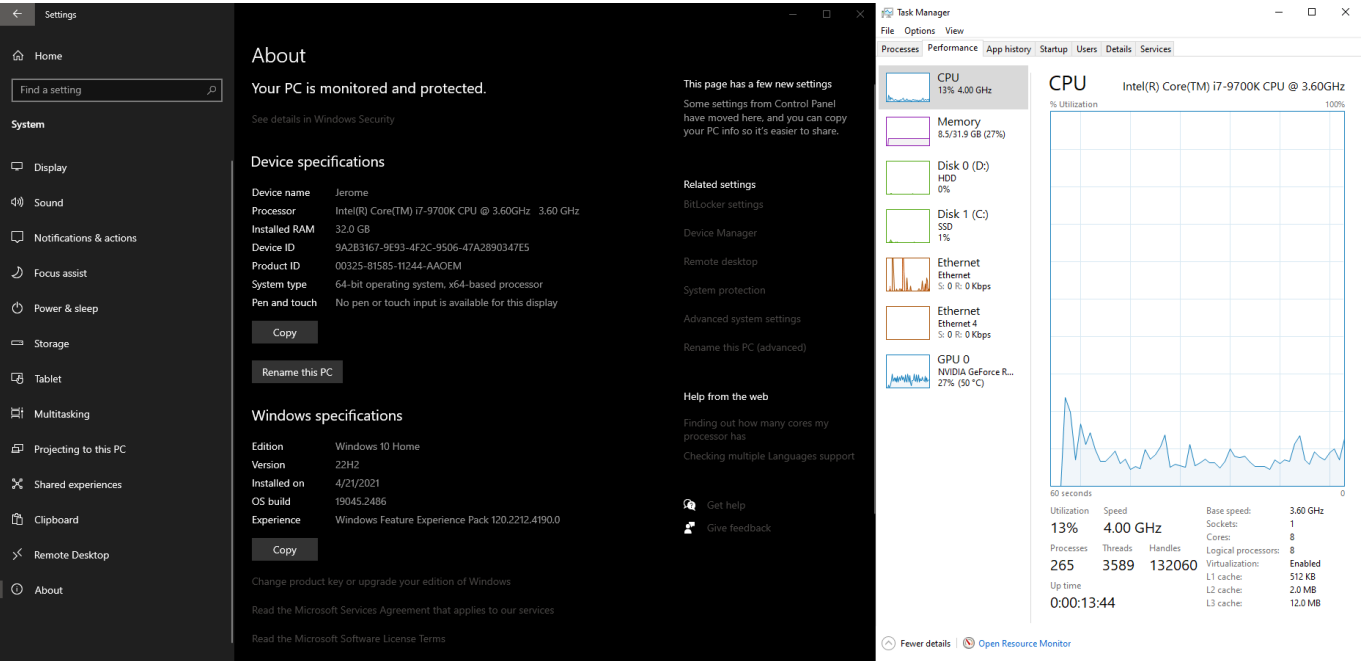 Settings
Home
Find a setting
System
Display
Sound
Notifications & actions
Focus assist
Power & sleep
Storage
Tablet
Multitasking
Projecting to this PC
Shared experiences
Clipboard
Remote Desktop
About
About
Your PC is monitored and protected.
See details in Windows Security
Device specifications
Device name Jerome
Processor Intel(R) Core(TM) i7-9700K CPU @ 3.60GHz 3.60 GHz
Installed RAM 32.0 GB
Device ID 9A2B3167-9E93-4F2C-9506-47A2890347E5
Product ID 00325-81585-11244-AAOEM
System type 64-bit operating system, x64-based processor
Pen and touch No pen or touch input is available for this display
Copy
Rename this PC
Windows specifications
Edition Windows 10 Home
Version 22H2
Installed on 4/21/2021
OS build 19045.2486
Experience Windows Feature Experience Pack 120.2212.4190.0
Copy
Change product key or upgrade your edition of Windows
Read the Microsoft Services Agreement that applies to our services
Read the Microsoft Software License Terms
This page has a few new settings
Some settings from Control Panel
have moved here, and you can copy
your PC info so it's easier to share.
Related settings
BitLocker settings
Device Manager
Remote desktop
System protection
Advanced system settings
Rename this PC (advanced)
Help from the web
Finding out how many cores my
processor has
Checking multiple Languages support
Get help
Give feedback
Task Manager
File Options View
Processes Performance App history Startup Users Details Services
CPU
13% 4.00 GHz
Memory
8.5/31.9 GB (27%)
Disk 0 (D:)
HDD
0%
Disk 1 (C:)
SSD
1%
Ethernet
Ethernet
S: 0 R: 0 Kbps
Ethernet
Ethernet 4
S: 0 R: 0 Kbps
GPU 0
NVIDIA GeForce R...
27% (50 °C)
CPU Intel(R) Core(TM) i7-9700K CPU @ 3.60GHz
% Utilization 100%
60 seconds 0
Utilization Speed
13% 4.00 GHz
Processes Threads Handles
265 3589 132060
Up time
0:00:13:44
Base speed: 3.60 GHz
Sockets: 1
Cores: 8
Logical processors: 8
Virtualization: Enabled
L1 cache: 512 KB
L2 cache: 2.0 MB
L3 cache: 12.0 MB
Fewer details Open Resource Monitor